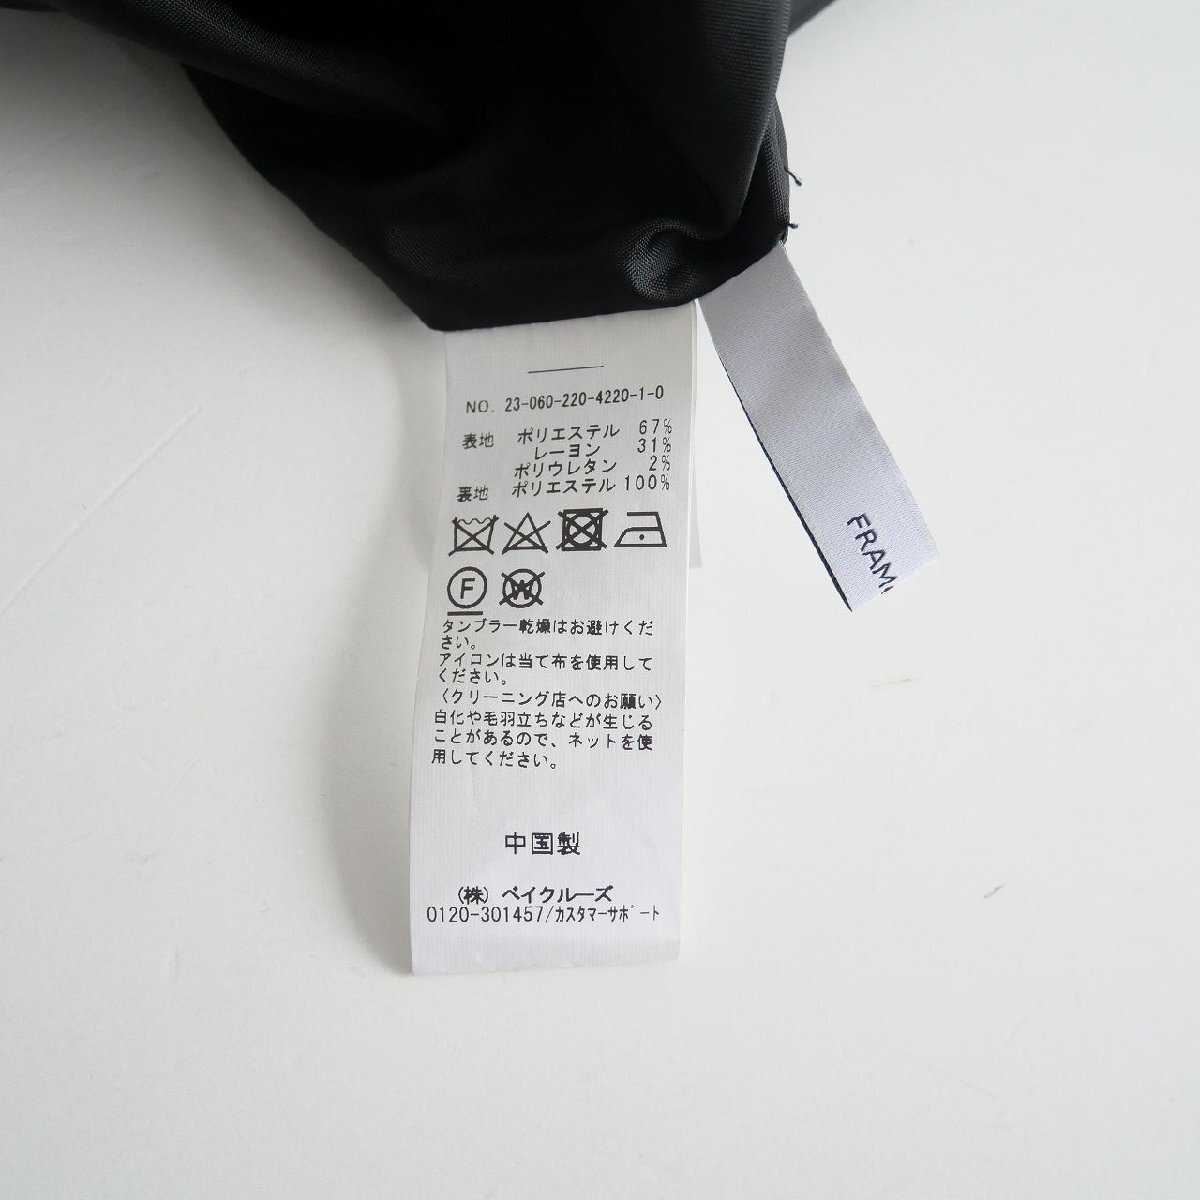 NO. 23-060-220-4220-1-0
表地 ポリエステル 67%
レーヨン 31%
ポリウレタン 2%
裏地 ポリエステル 100%
F
W
タンブラー乾燥はお避けくだ
さい。
アイロンは当て布を使用して
ください。
〈クリーニング店へのお願い〉
白化や毛羽立ちなどが生じる
ことがあるので、ネットを使
用してください。
中国製
(株) ベイクルーズ
0120-301457/カスタマーサポート